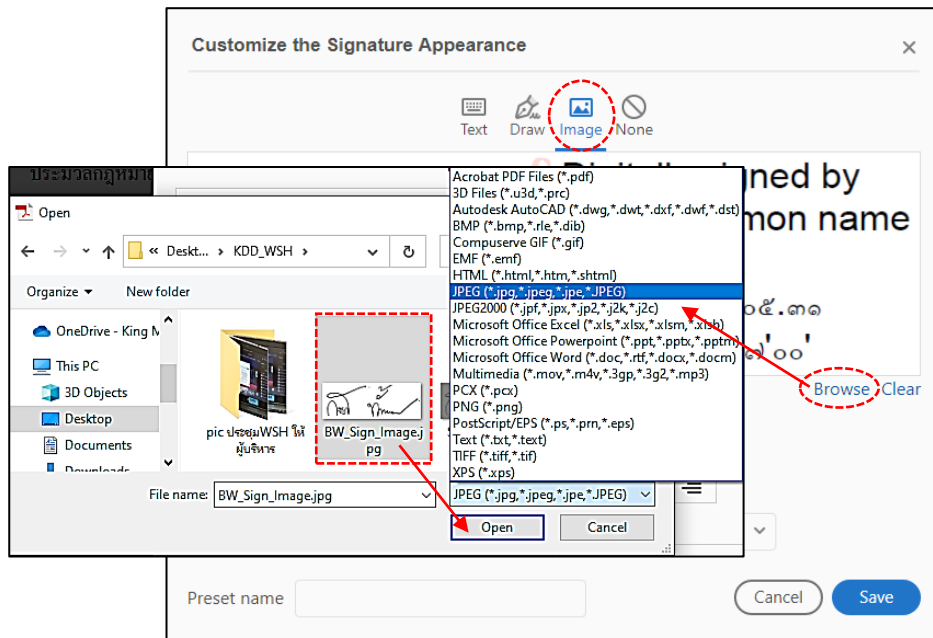 Customize the Signature Appearance
Text Draw Image None
ned by
mon name
๐๕.๓๑
๗'๐๐'
Browse Clear
ประมวลกฎหมาย
Open
« Deskt... › KDD_WSH ›
Organize New folder
OneDrive - King M
This PC
3D Objects
Desktop
Documents
Downloads
pic ประชุมWSH ให้
ผู้บริหาร
BW_Sign_Image.j
pg
Acrobat PDF Files (*.pdf)
3D Files (*.u3d,*.prc)
Autodesk AutoCAD (*.dwg,*.dwt,*.dxf,*.dwf,*.dst)
BMP (*.bmp,*.rle,*.dib)
Compuserve GIF (*.gif)
EMF (*.emf)
HTML (*.html,*.htm,*.shtml)
JPEG (*.jpg,*.jpeg,*.jpe,*.JPEG)
JPEG2000 (*.jpf,*.jpx,*.jp2,*.j2k,*.j2c)
Microsoft Office Excel (*.xls,*.xlsx,*.xlsm,*.xlsb)
Microsoft Office Powerpoint (*.ppt,*.pptx,*.pptm)
Microsoft Office Word (*.doc,*.rtf,*.docx,*.docm)
Multimedia (*.mov,*.m4v,*.3gp,*.3g2,*.mp3)
PCX (*.pcx)
PNG (*.png)
PostScript/EPS (*.ps,*.prn,*.eps)
Text (*.txt,*.text)
TIFF (*.tiff,*.tif)
XPS (*.xps)
File name: BW_Sign_Image.jpg
JPEG (*.jpg,*.jpeg,*.jpe,*.JPEG)
Open Cancel
Preset name
Cancel Save